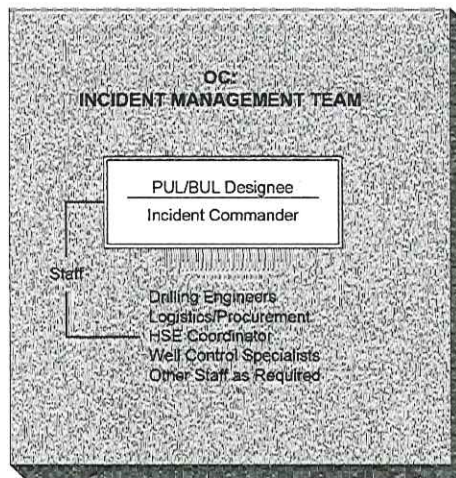 OC:
INCIDENT MANAGEMENT TEAM
PUL/BUL Designee
Incident Commander
Staff
Drilling Engineers
Logistics/Procurement
HSE Coordinator
Well Control Specialists
Other Staff as Required